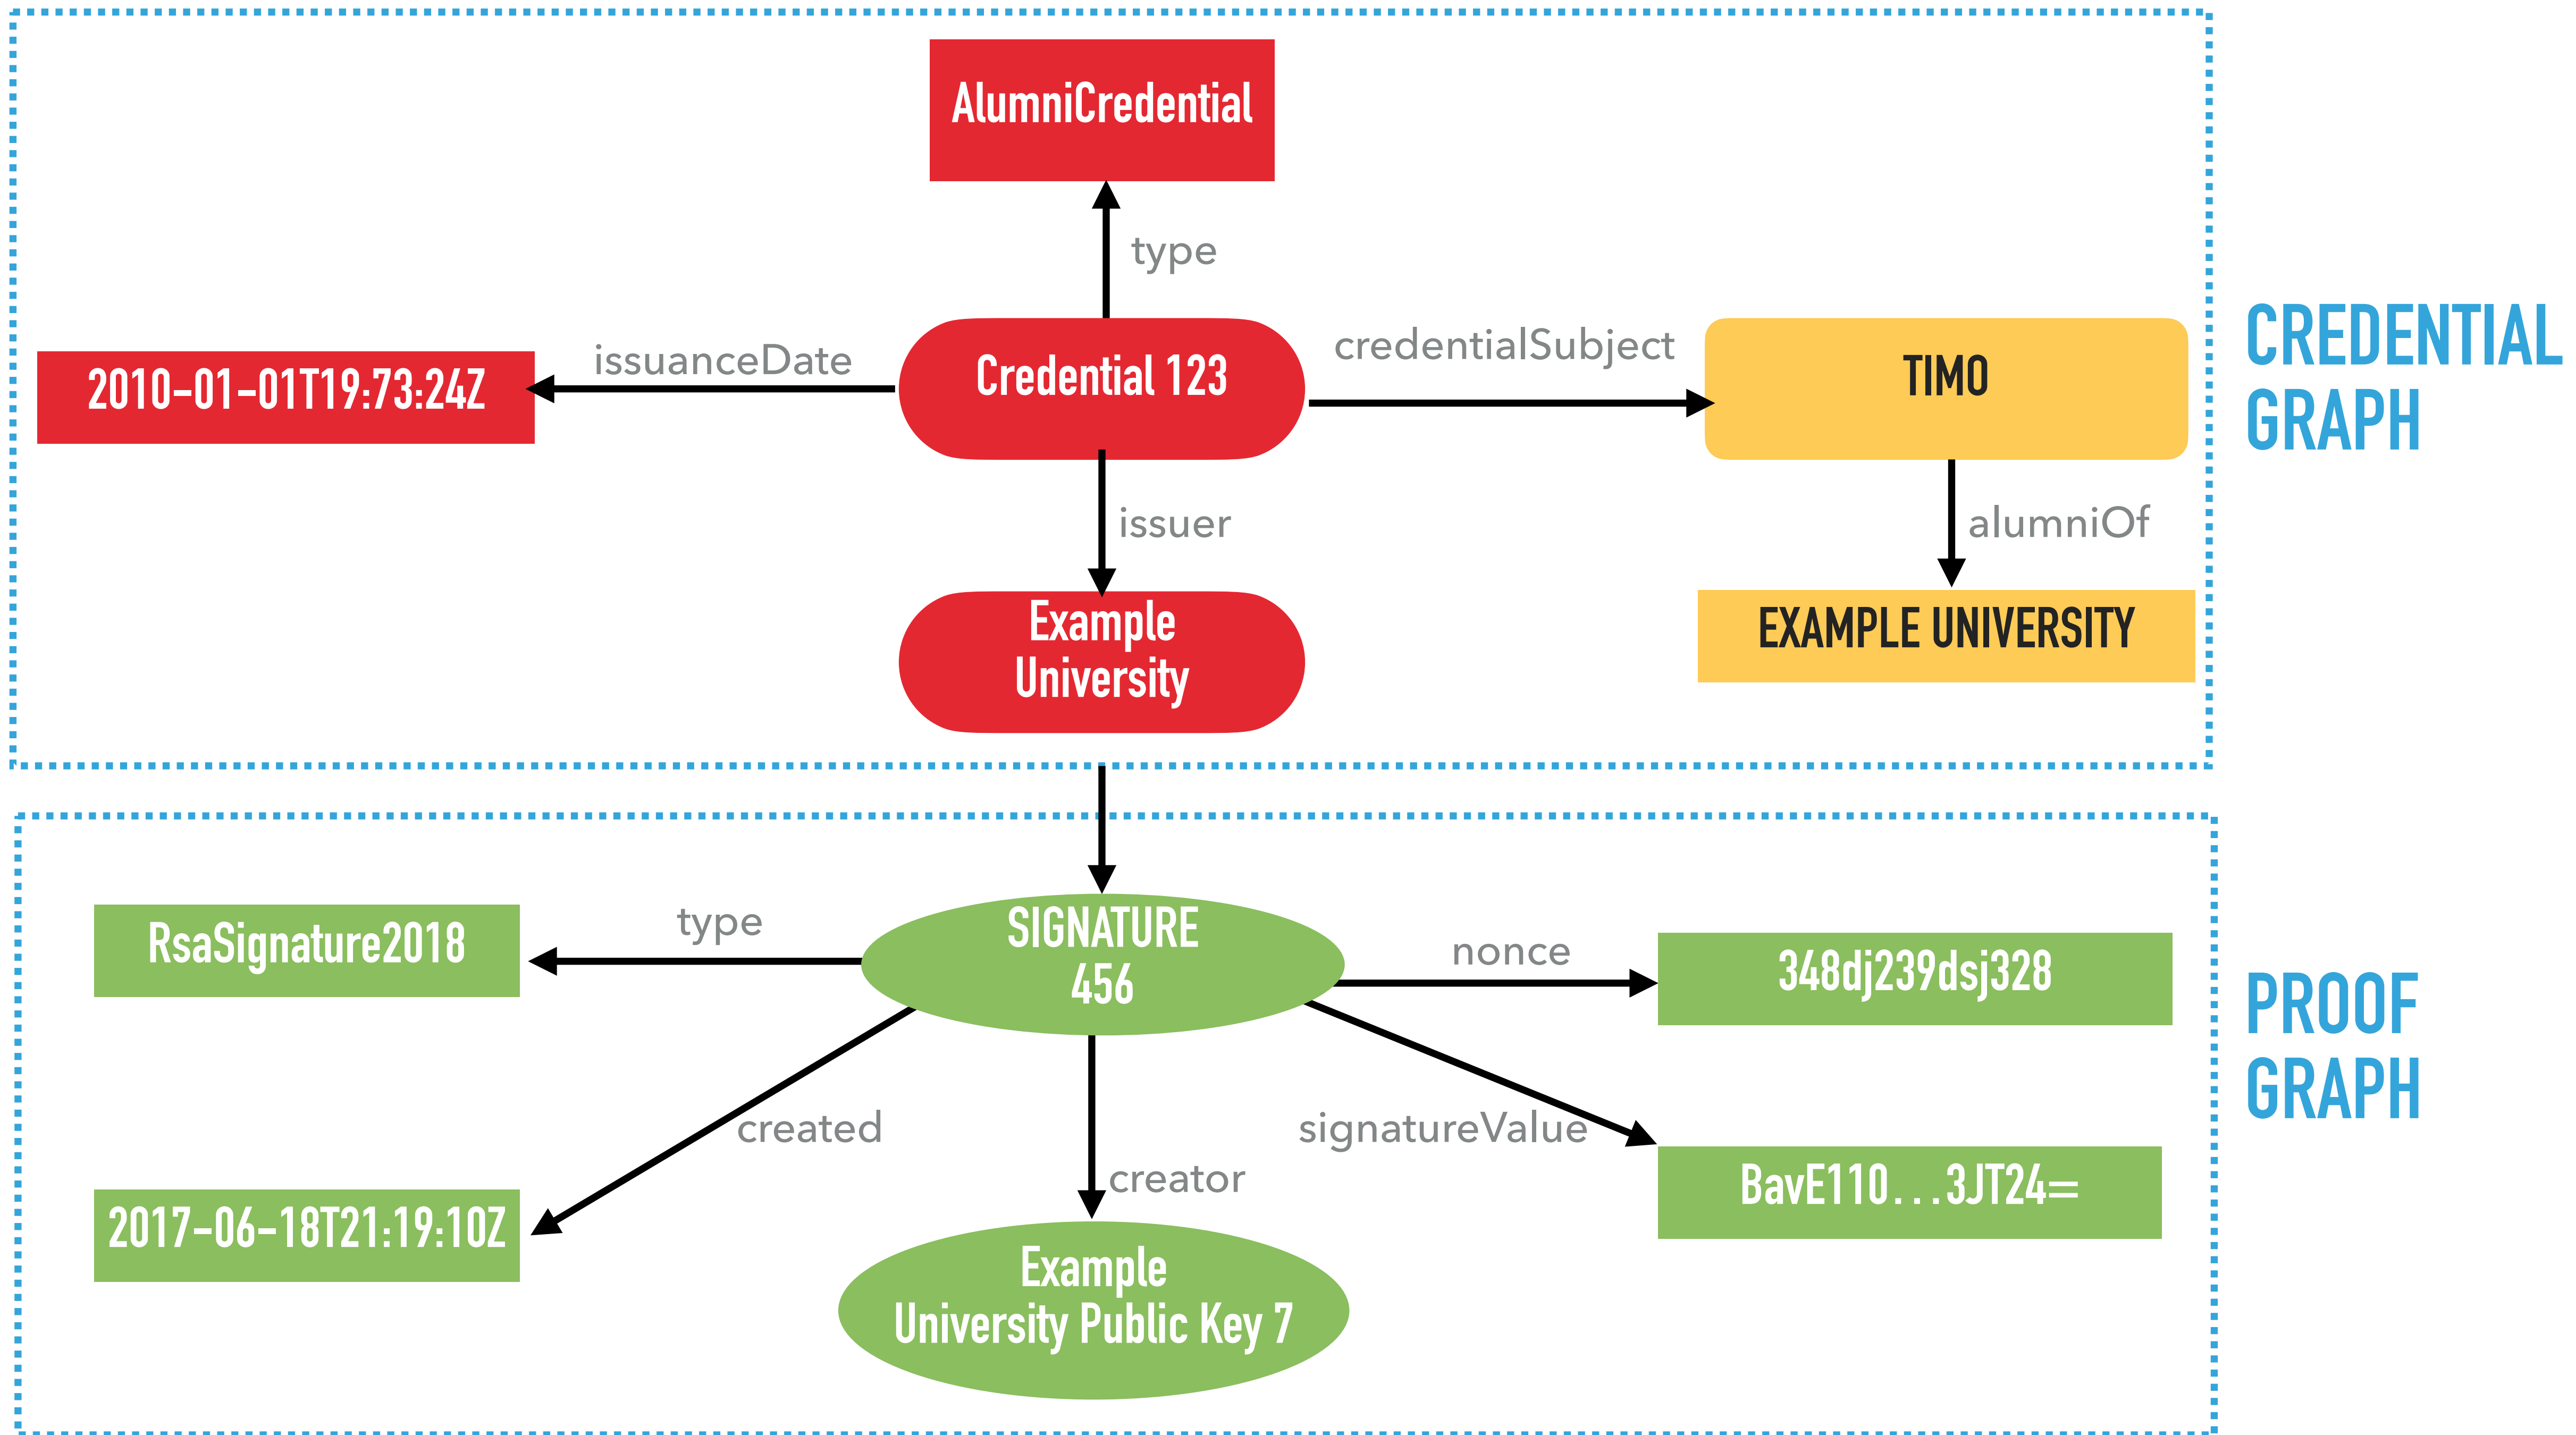 AlumniCredential
type
2010-01-01T19:73:24Z
issuanceDate
Credential 123
credentialSubject
TIMO
CREDENTIAL
GRAPH
issuer
alumniOf
Example
University
EXAMPLE UNIVERSITY
RsaSignature2018
type
SIGNATURE
456
nonce
348dj239dsj328
PROOF
GRAPH
created
signatureValue
creator
BavE110...3JT24=
2017-06-18T21:19:10Z
Example
University Public Key 7